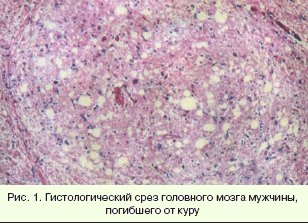 Рис. 1. Гистологический срез головного мозга мужчины,
погибшего от куру